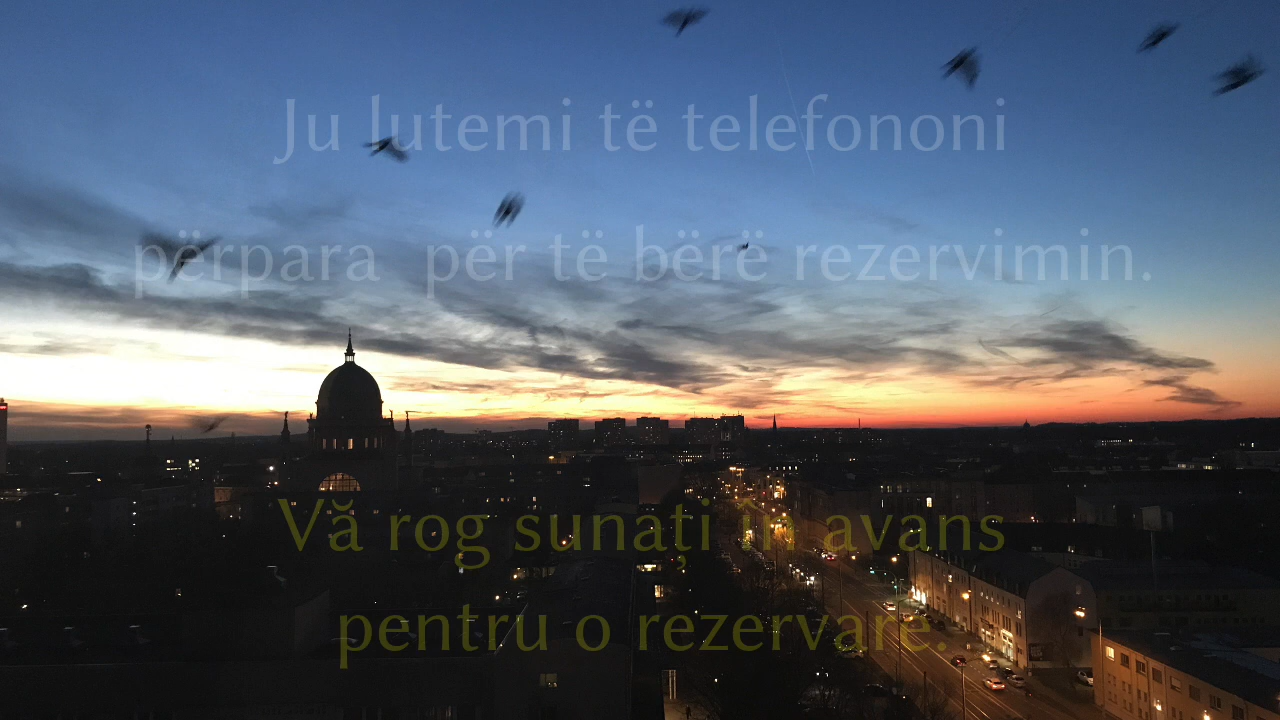 Ju lutemi të telefononi
përpara për të bërë rezervimin.
Vă rog sunați în avans
pentru o rezervare.